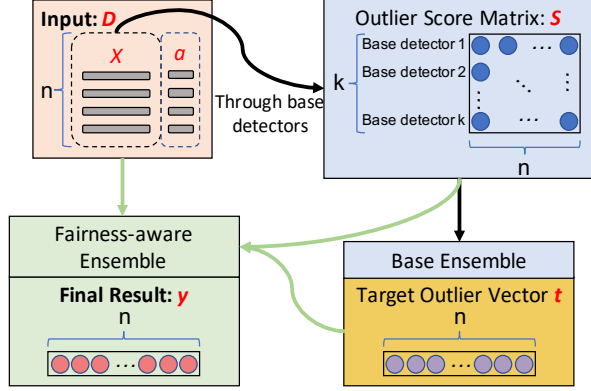 Input: D
X
a
n
Through base
detectors
Outlier Score Matrix: S
Base detector 1
Base detector 2
Base detector k
k
...
...
n
Fairness-aware
Ensemble
Final Result: y
n
...
Base Ensemble
Target Outlier Vector t
n
...